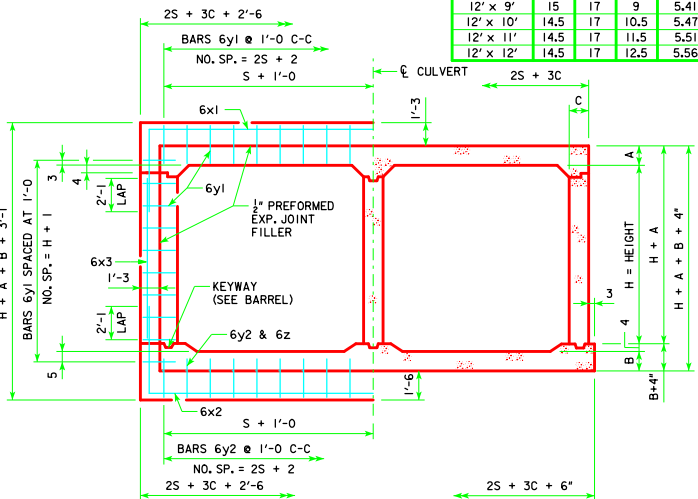 12' x 9' 15 17 9 5.41
12' x 10' 14.5 17 10.5 5.47
12' x 11' 14.5 17 11.5 5.51
12' x 12' 14.5 17 12.5 5.56
2S + 3C + 2'-6
BARS 6y1 @ 1'-0 C-C
NO. SP. = 2S + 2
S + 1'-0
℄ CULVERT
2S + 3C
C
6x1
1'-3
A
3
4
2'-1
LAP
6y1
1/2" PREFORMED
EXP. JOINT
FILLER
H + A + B + 3'-1
BARS 6y1 SPACED AT 1'-0
NO. SP. = H + 1
6x3
1'-3
KEYWAY
(SEE BARREL)
H = HEIGHT
H + A
H + A + B + 4"
3
4
2'-1
LAP
6y2 & 6z
5
B
B+4"
1'-6
6x2
S + 1'-0
BARS 6y2 @ 1'-0 C-C
NO. SP. = 2S + 2
2S + 3C + 2'-6
2S + 3C + 6"